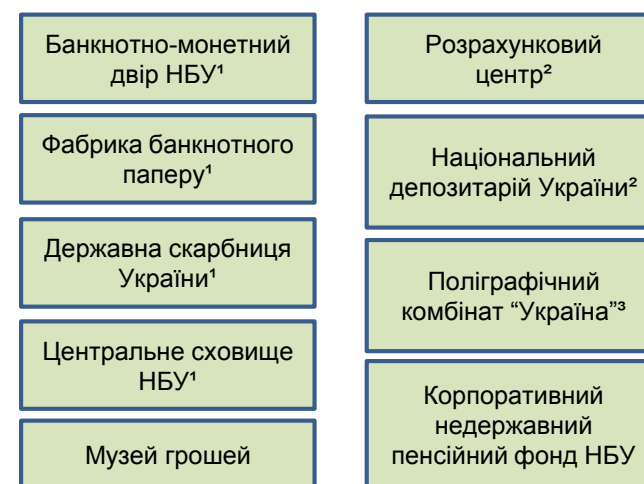 Банкнотно-монетний
двір НБУ¹
Фабрика банкнотного
паперу¹
Державна скарбниця
України¹
Центральне сховище
НБУ¹
Музей грошей
Розрахунковий
центр²
Національний
депозитарій України²
Поліграфічний
комбінат “Україна”³
Корпоративний
недержавний
пенсійний фонд НБУ